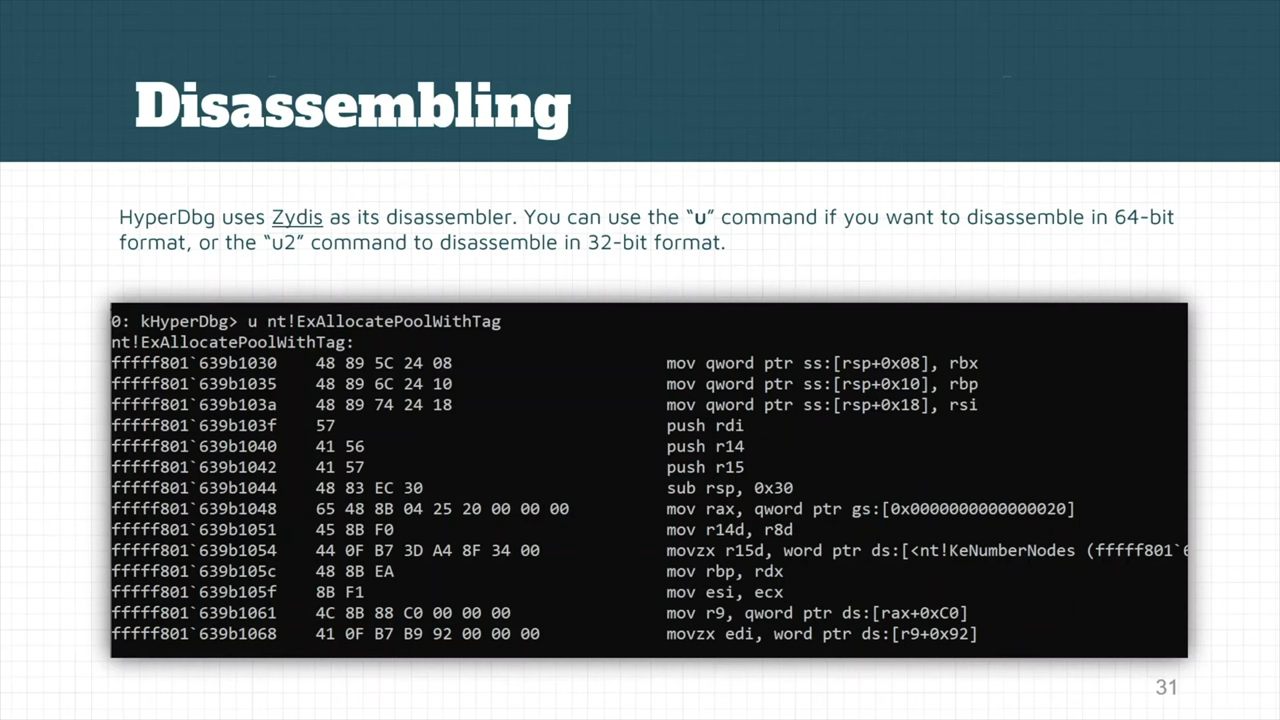 Disassembling
HyperDbg uses Zydis as its disassembler. You can use the “u” command if you want to disassemble in 64-bit
format, or the “u2” command to disassemble in 32-bit format.
0: kHyperDbg> u nt!ExAllocatePoolWithTag
nt!ExAllocatePoolWithTag:
fffff801`639b1030 48 89 5C 24 08 mov qword ptr ss:[rsp+0x08], rbx
fffff801`639b1035 48 89 6C 24 10 mov qword ptr ss:[rsp+0x10], rbp
fffff801`639b103a 48 89 74 24 18 mov qword ptr ss:[rsp+0x18], rsi
fffff801`639b103f 57 push rdi
fffff801`639b1040 41 56 push r14
fffff801`639b1042 41 57 push r15
fffff801`639b1044 48 83 EC 30 sub rsp, 0x30
fffff801`639b1048 65 48 8B 04 25 20 00 00 00 mov rax, qword ptr gs:[0x0000000000000020]
fffff801`639b1051 45 8B F0 mov r14d, r8d
fffff801`639b1054 44 0F B7 3D A4 8F 34 00 movzx r15d, word ptr ds:[<nt!KeNumberNodes (fffff801`6
fffff801`639b105c 48 8B EA mov rbp, rdx
fffff801`639b105f 8B F1 mov esi, ecx
fffff801`639b1061 4C 8B 88 C0 00 00 00 mov r9, qword ptr ds:[rax+0xC0]
fffff801`639b1068 41 0F B7 B9 92 00 00 00 movzx edi, word ptr ds:[r9+0x92]
31